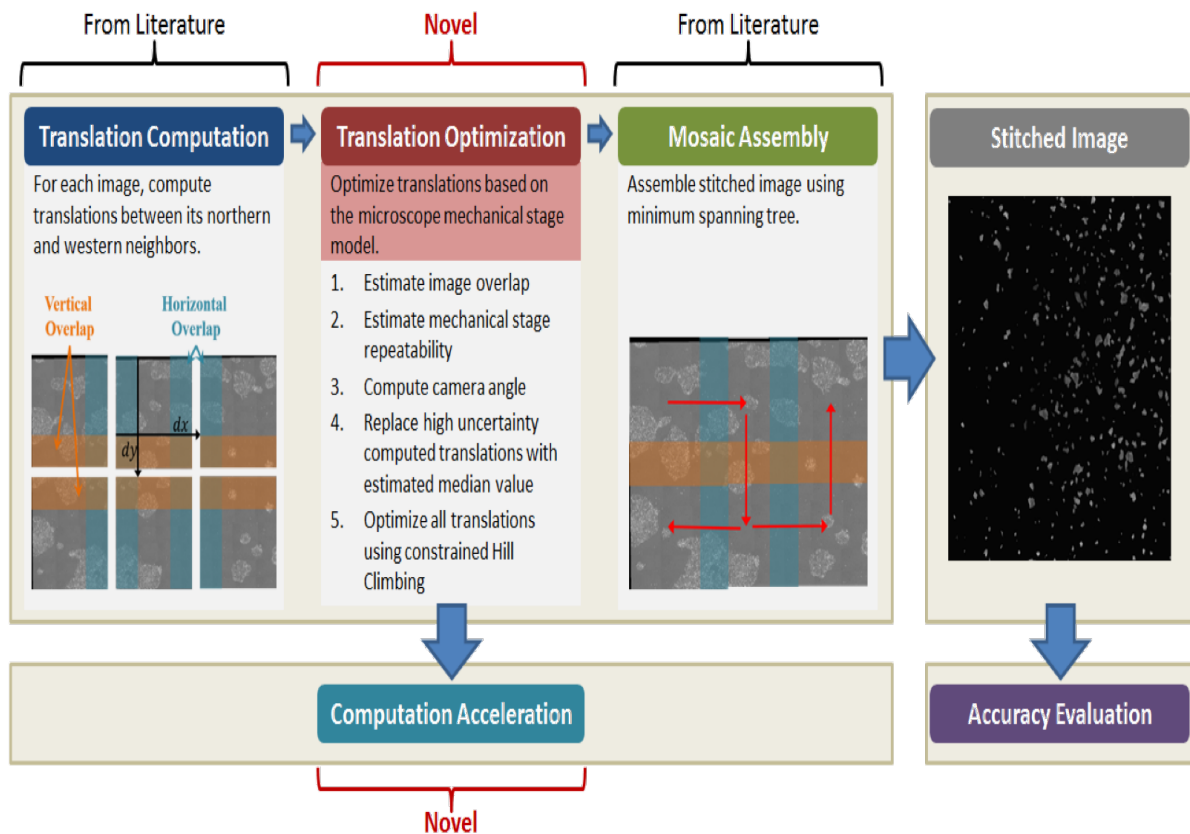 From Literature
Novel
From Literature
Translation Computation
For each image, compute
translations between its northern
and western neighbors.
Vertical
Overlap
Horizontal
Overlap
dx
dy
Translation Optimization
Optimize translations based on
the microscope mechanical stage
model.
1. Estimate image overlap
2. Estimate mechanical stage
repeatability
3. Compute camera angle
4. Replace high uncertainty
computed translations with
estimated median value
5. Optimize all translations
using constrained Hill
Climbing
Mosaic Assembly
Assemble stitched image using
minimum spanning tree.
Stitched Image
Computation Acceleration
Accuracy Evaluation
Novel